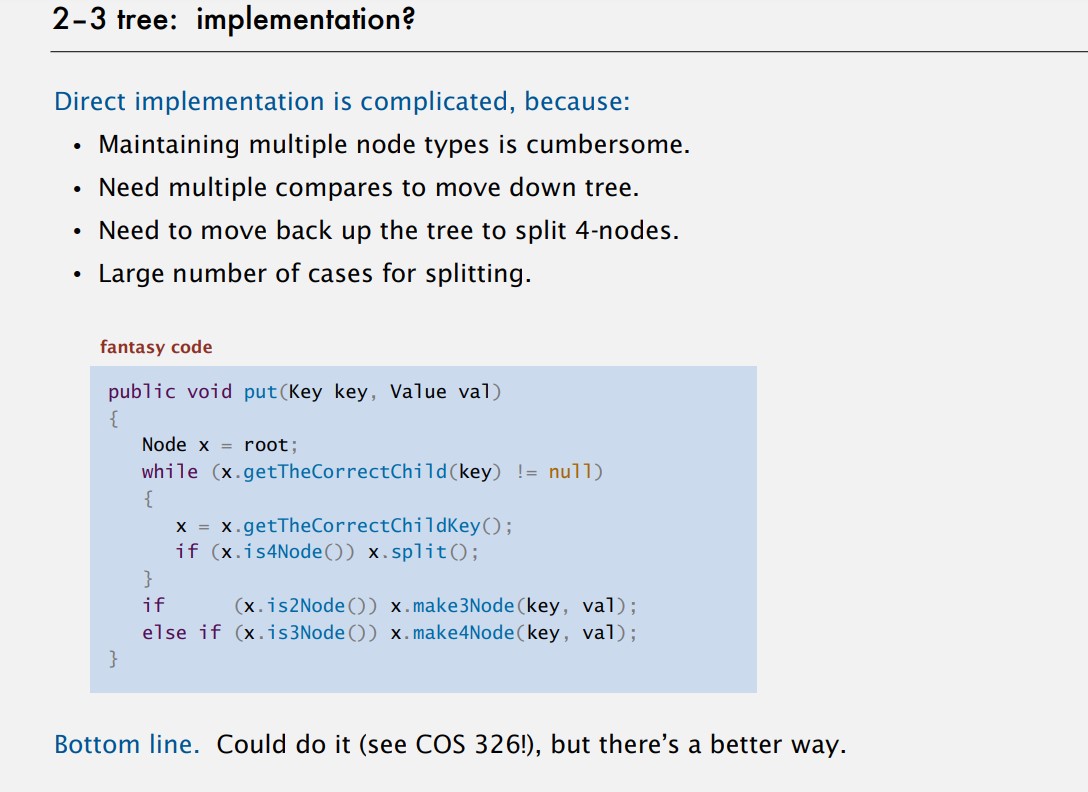 2–3 tree: implementation?
Direct implementation is complicated, because:
• Maintaining multiple node types is cumbersome.
• Need multiple compares to move down tree.
• Need to move back up the tree to split 4-nodes.
• Large number of cases for splitting.
fantasy code
public void put(Key key, Value val)
{
   Node x = root;
   while (x.getTheCorrectChild(key) != null)
   {
      x = x.getTheCorrectChildKey();
      if (x.is4Node()) x.split();
   }
   if      (x.is2Node()) x.make3Node(key, val);
   else if (x.is3Node()) x.make4Node(key, val);
}
Bottom line. Could do it (see COS 326!), but there’s a better way.